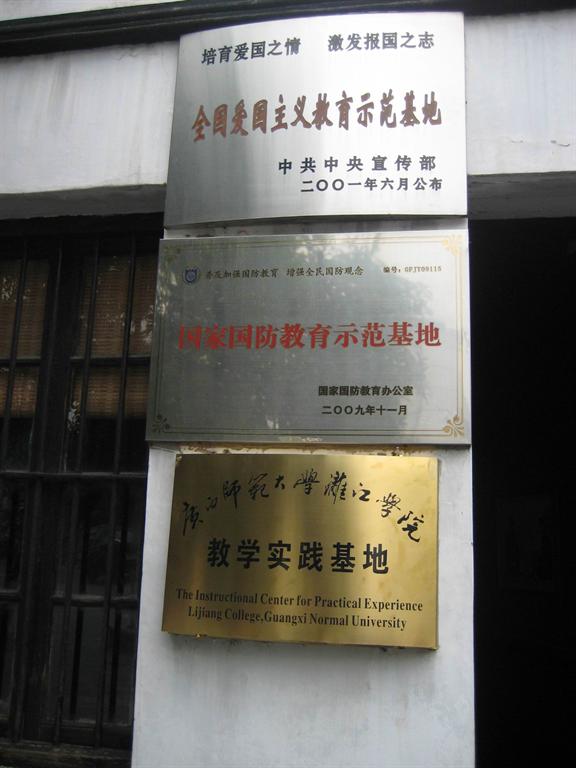 培育爱国之情 激发报国之志
全国爱国主义教育示范基地
中共中央宣传部
二〇〇一年六月公布
普及加强国防教育 增强全民国防观念 编号:GFJY09115
国家国防教育示范基地
国家国防教育办公室
二〇〇九年十一月
广西师範大学漓江学院
教学实践基地
The Instructional Center for Practical Experience
Lijiang College,Guangxi Normal University